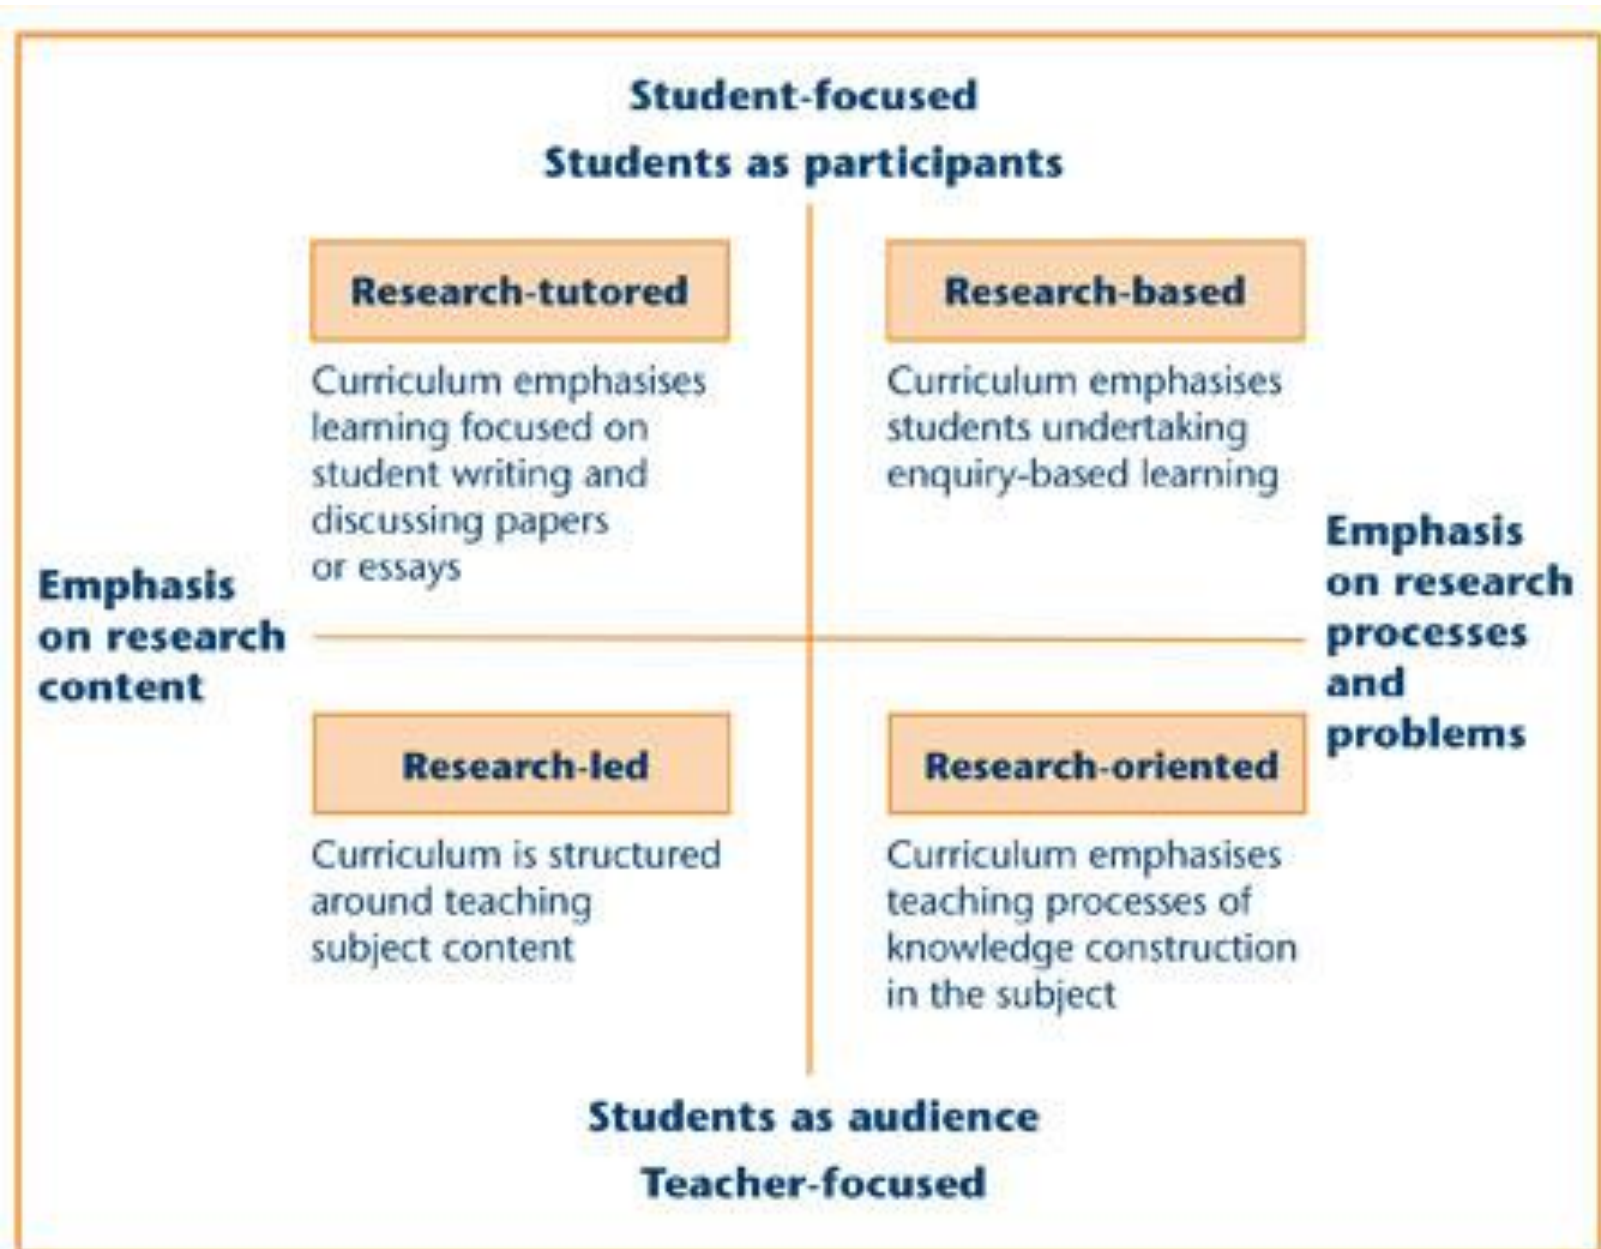 Student-focused
Students as participants
Research-tutored
Curriculum emphasises
learning focused on
student writing and
discussing papers
or essays
Research-based
Curriculum emphasises
students undertaking
enquiry-based learning
Emphasis
on research
content
Emphasis
on research
processes
and
problems
Research-led
Curriculum is structured
around teaching
subject content
Research-oriented
Curriculum emphasises
teaching processes of
knowledge construction
in the subject
Students as audience
Teacher-focused